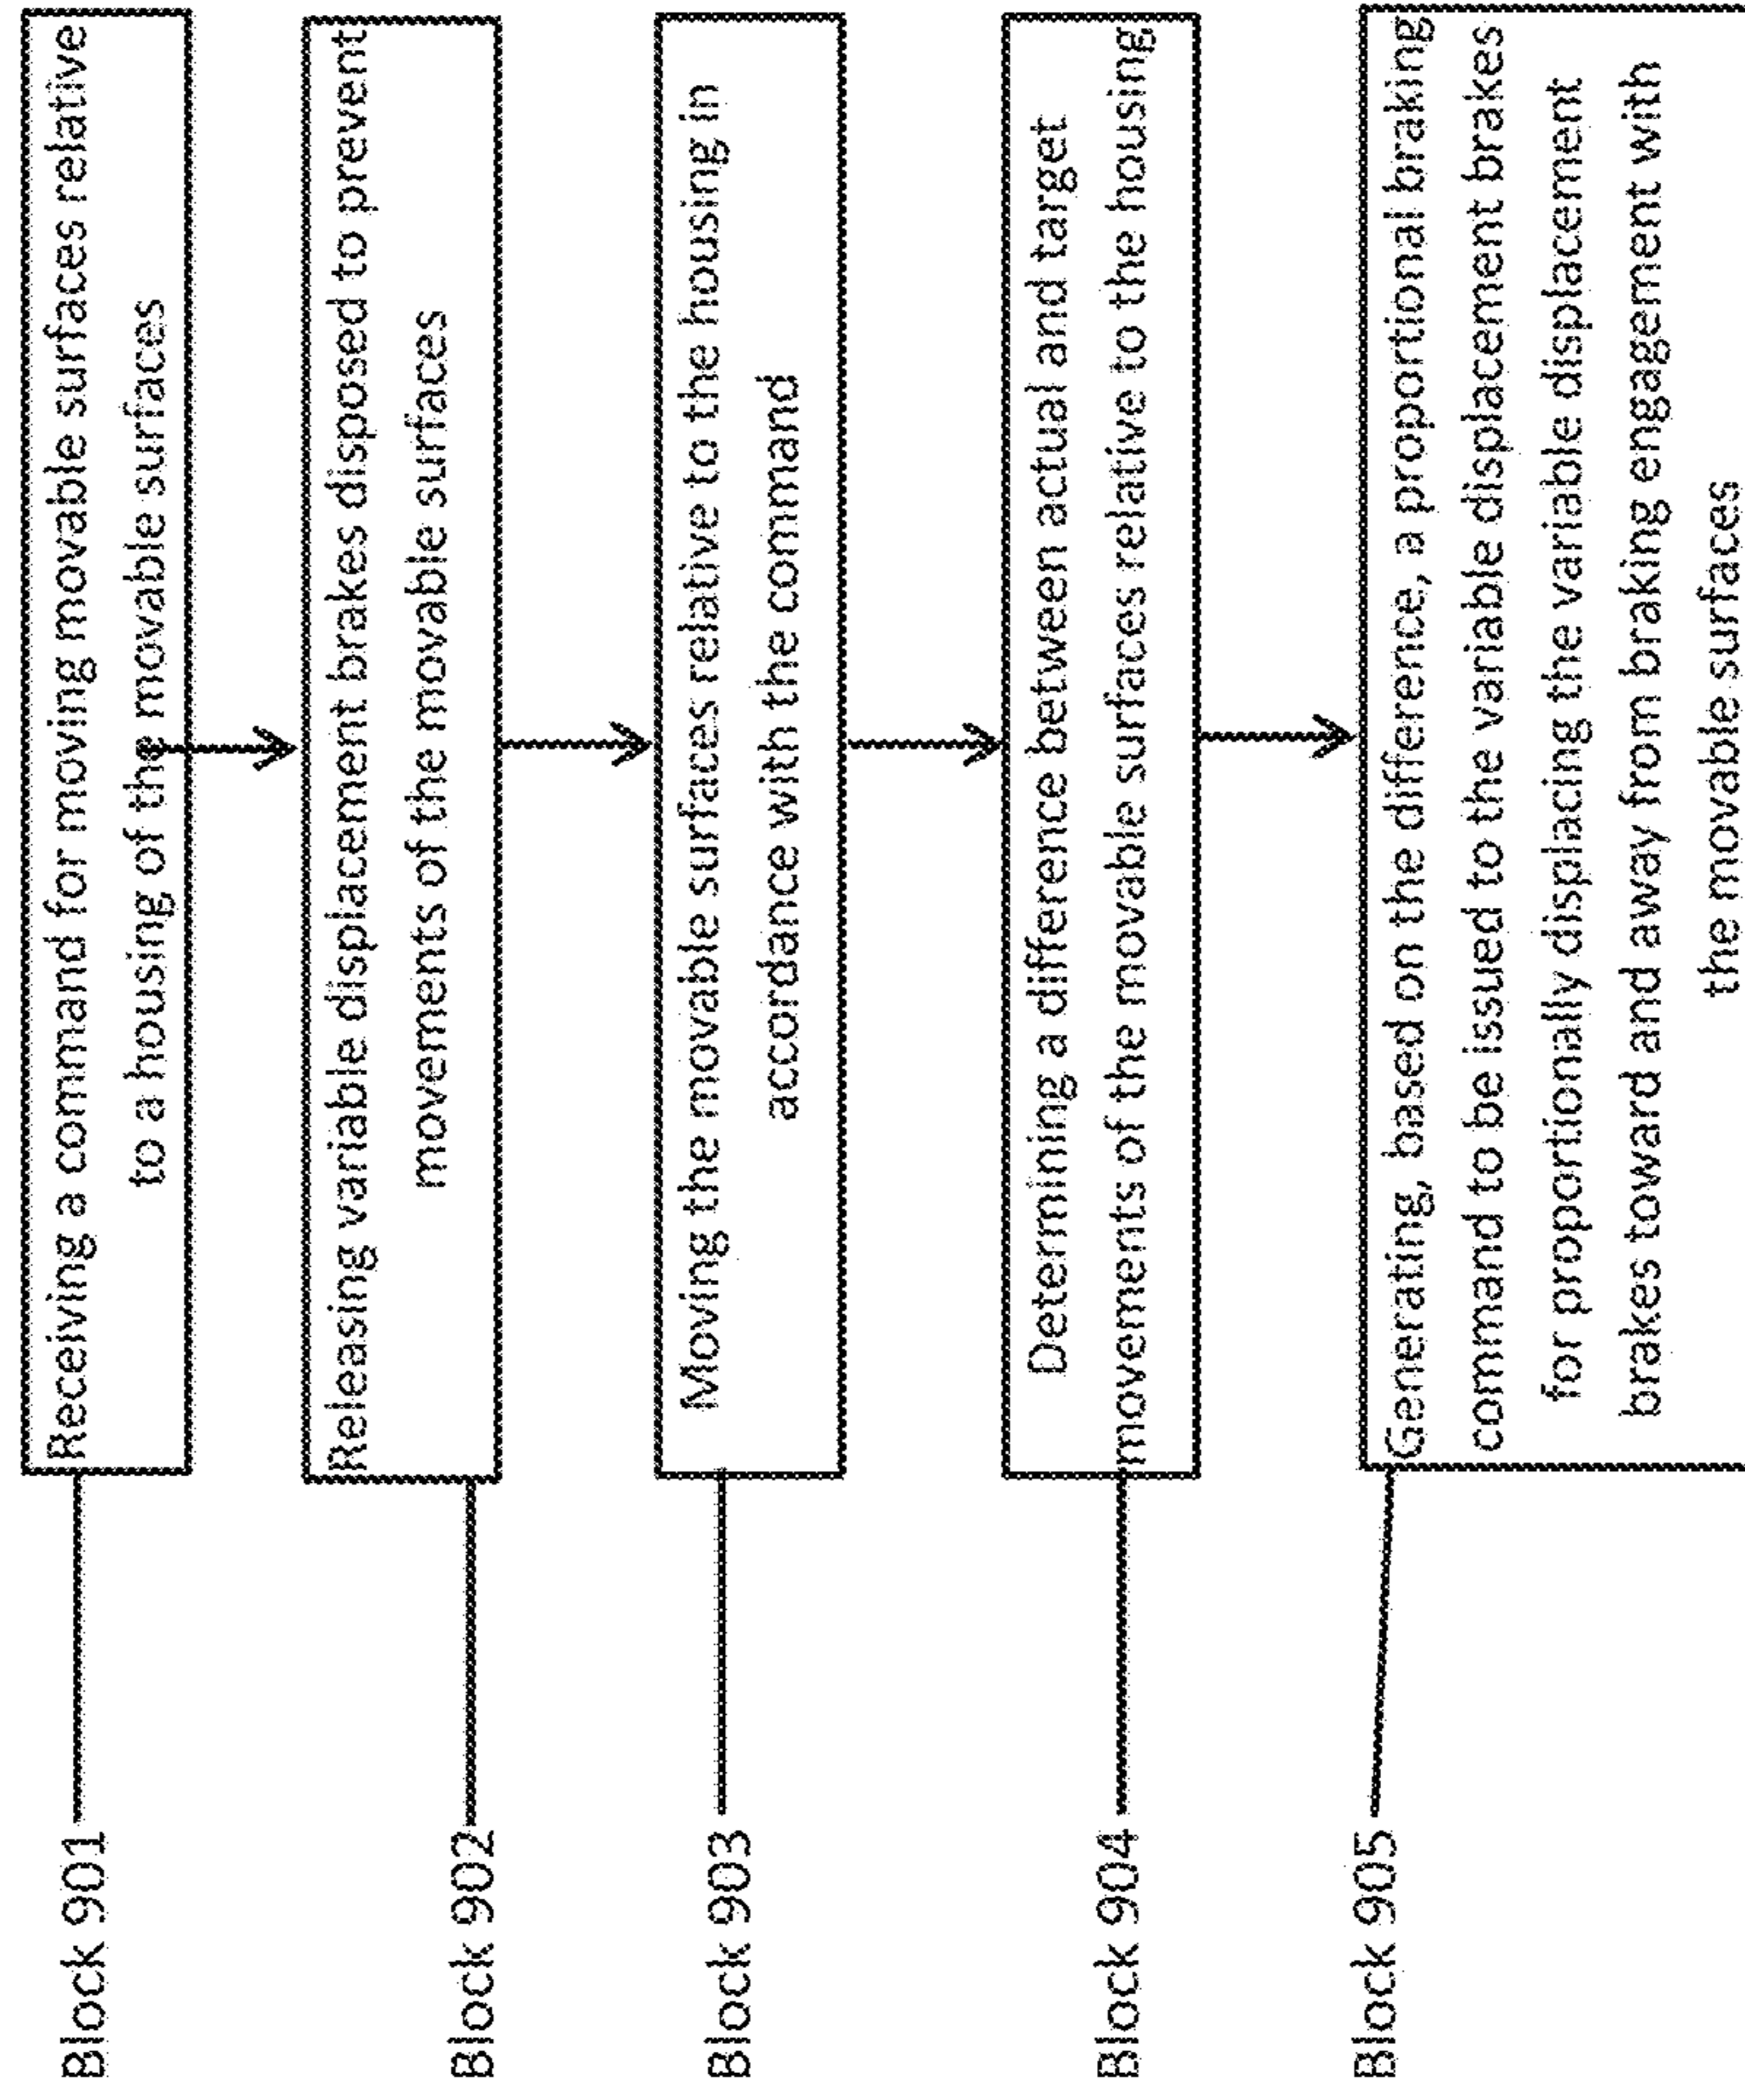 Block 901
Receiving a command for moving movable surfaces relative
to a housing of the movable surfaces
Block 902
Releasing variable displacement brakes disposed to prevent
movements of the movable surfaces
Block 903
Moving the movable surfaces relative to the housing in
accordance with the command
Block 904
Determining a difference between actual and target
movements of the movable surfaces relative to the housing
Block 905
Generating, based on the difference, a proportional braking
command to be issued to the variable displacement brakes
for proportionally displacing the variable displacement
brakes toward and away from braking engagement with
the movable surfaces